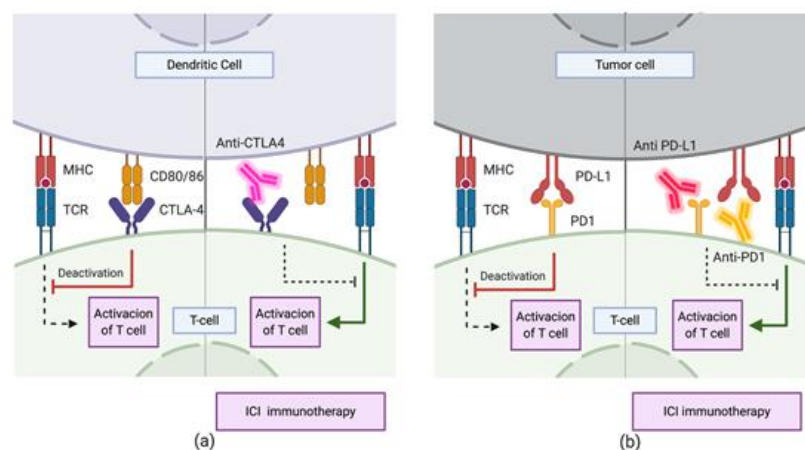 Dendritic Cell
Anti-CTLA4
MHC
CD80/86
TCR
CTLA-4
Deactivation
Activacion
of T cell
T-cell
Activacion
of T cell
ICI immunotherapy
(a)
Tumor cell
Anti PD-L1
MHC
PD-L1
TCR
PD1
Anti-PD1
Deactivation
Activacion
of T cell
T-cell
Activacion
of T cell
ICI immunotherapy
(b)